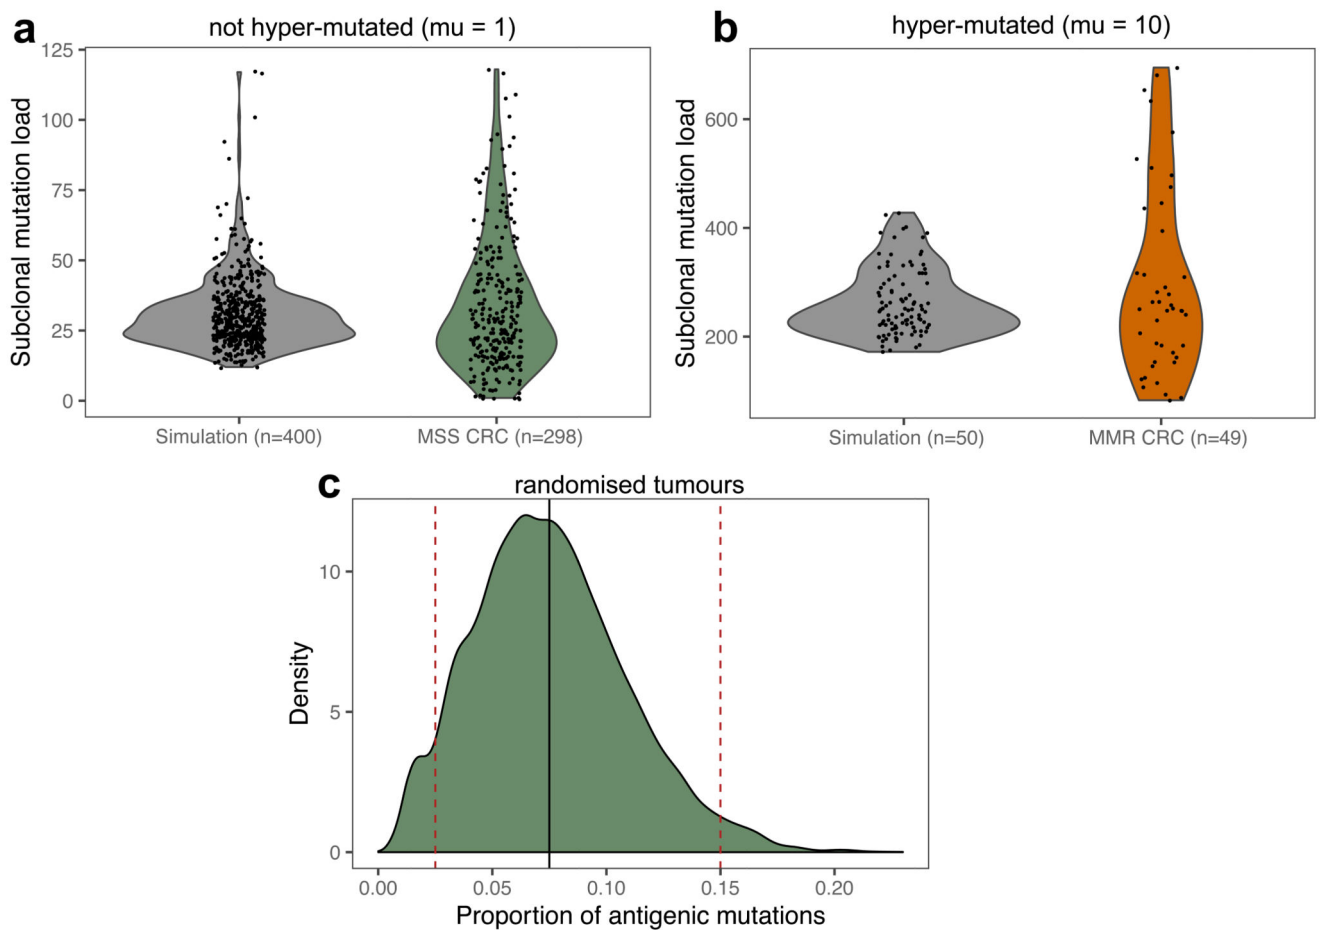 a
not hyper-mutated (mu = 1)
Subclonal mutation load
125
100
75
50
25
0
Simulation (n=400)
MSS CRC (n=298)
b
hyper-mutated (mu = 10)
Subclonal mutation load
600
400
200
Simulation (n=50)
MMR CRC (n=49)
c
randomised tumours
Density
10
5
0
0.00
0.05
0.10
0.15
0.20
Proportion of antigenic mutations